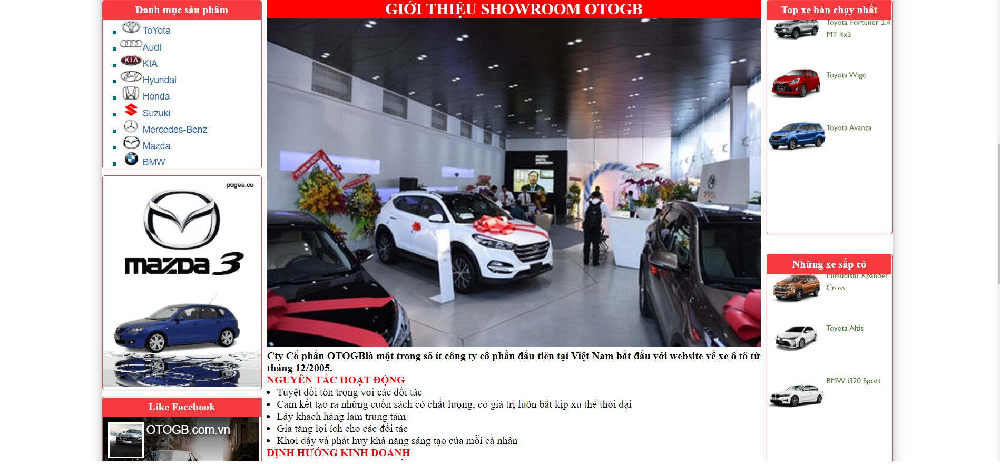 Danh mục sản phẩm
ToYota
Audi
KIA
KIA
Hyundai
Honda
Suzuki
Mercedes-Benz
Mazda
BMW
pogee.co
mazda 3
Like Facebook
OTOGB.com.vn
GIỚI THIỆU SHOWROOM OTOGB
Cty Cổ phần OTOGBlà một trong sô ít công ty cổ phần đầu tiên tại Việt Nam bắt đầu với website về xe ô tô từ
tháng 12/2005.
NGUYÊN TẮC HOẠT ĐỘNG
Tuyệt đối tôn trọng với các đối tác
Cam kết tạo ra những cuốn sách có chất lượng, có giá trị luôn bắt kịp xu thế thời đại
Lấy khách hàng làm trung tâm
Gia tăng lợi ích cho các đối tác
Khơi dậy và phát huy khả năng sáng tạo của mỗi cá nhân
ĐỊNH HƯỚNG KINH DOANH
Top xe bán chạy nhất
Toyota Fortuner 2.4
MT 4x2
Toyota Wigo
Toyota Avanza
Những xe sắp có
Mitsubishi Xpander
Cross
Toyota Altis
BMW i320 Sport